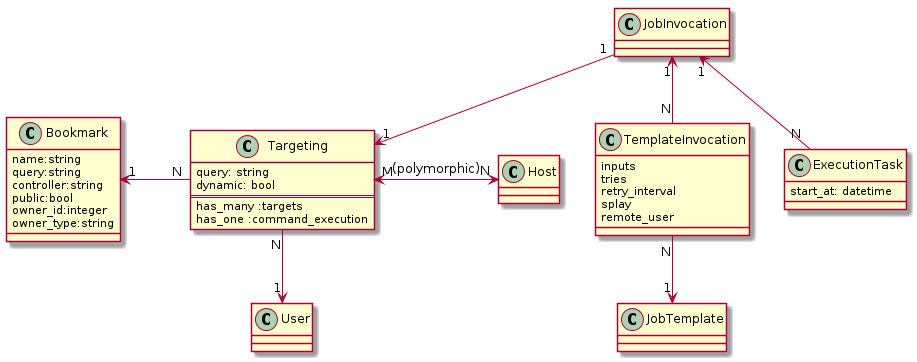 C JobInvocation
1
1
1
1
N
N
C Bookmark
name:string
query:string
controller:string
public:bool
owner_id:integer
owner_type:string
1
N
C Targeting
query: string
dynamic: bool
has_many :targets
has_one :command_execution
M
(polymorphic)
N
C Host
C TemplateInvocation
inputs
tries
retry_interval
splay
remote_user
C ExecutionTask
start_at: datetime
N
1
N
1
C User
C JobTemplate